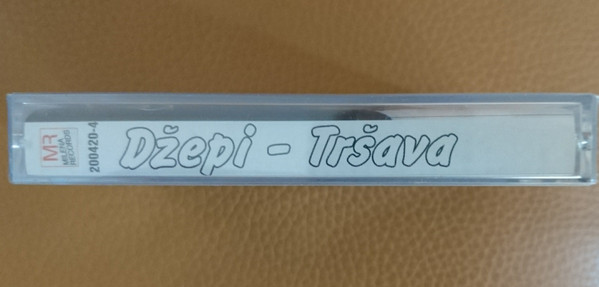 MR
MILENA
RECORDS
200420-4
Džepi - Tršava